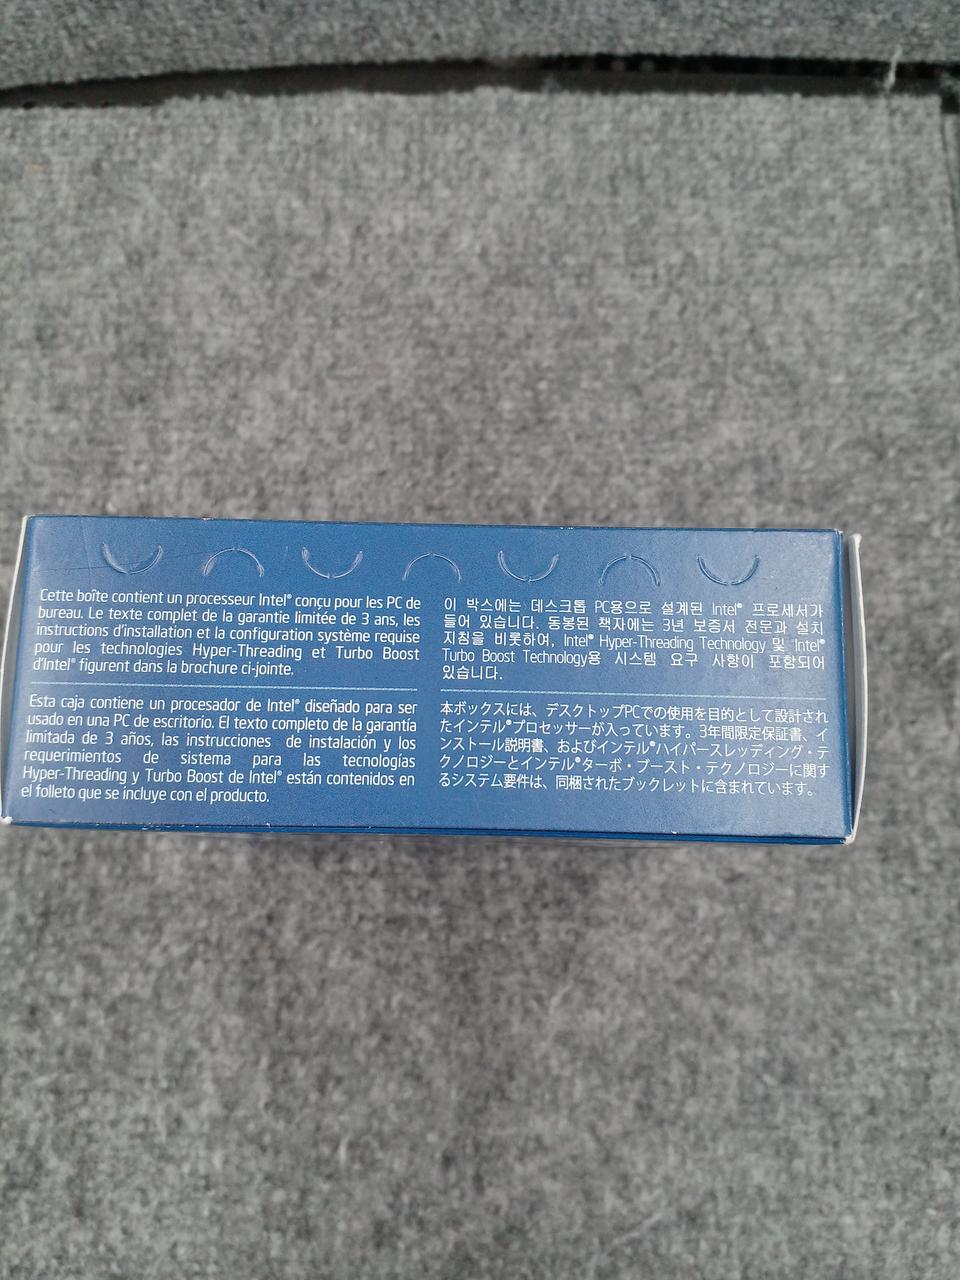 Cette boîte contient un processeur Intel® conçu pour les PC de
bureau. Le texte complet de la garantie limitée de 3 ans, les
instructions d'installation et la configuration système requise
pour les technologies Hyper-Threading et Turbo Boost
d'Intel® figurent dans la brochure ci-jointe.
Esta caja contiene un procesador de Intel® diseñado para ser
usado en una PC de escritorio. El texto completo de la garantía
limitada de 3 años, las instrucciones de instalación y los
requerimientos de sistema para las tecnologías
Hyper-Threading y Turbo Boost de Intel® están contenidos en
el folleto que se incluye con el producto.
이 박스에는 데스크톱 PC용으로 설계된 Intel® 프로세서가
들어 있습니다. 동봉된 책자에는 3년 보증서 전문과 설치
지침을 비롯하여, Intel® Hyper-Threading Technology 및 Intel®
Turbo Boost Technology용 시스템 요구 사항이 포함되어
있습니다.
本ボックスには、デスクトップPCでの使用を目的として設計され
たインテル®プロセッサーが入っています。3年間限定保証書、イ
ンストール説明書、およびインテル®ハイパースレッディング・テ
クノロジーとインテル®ターボ・ブースト・テクノロジーに関す
るシステム要件は、同梱されたブックレットに含まれています。